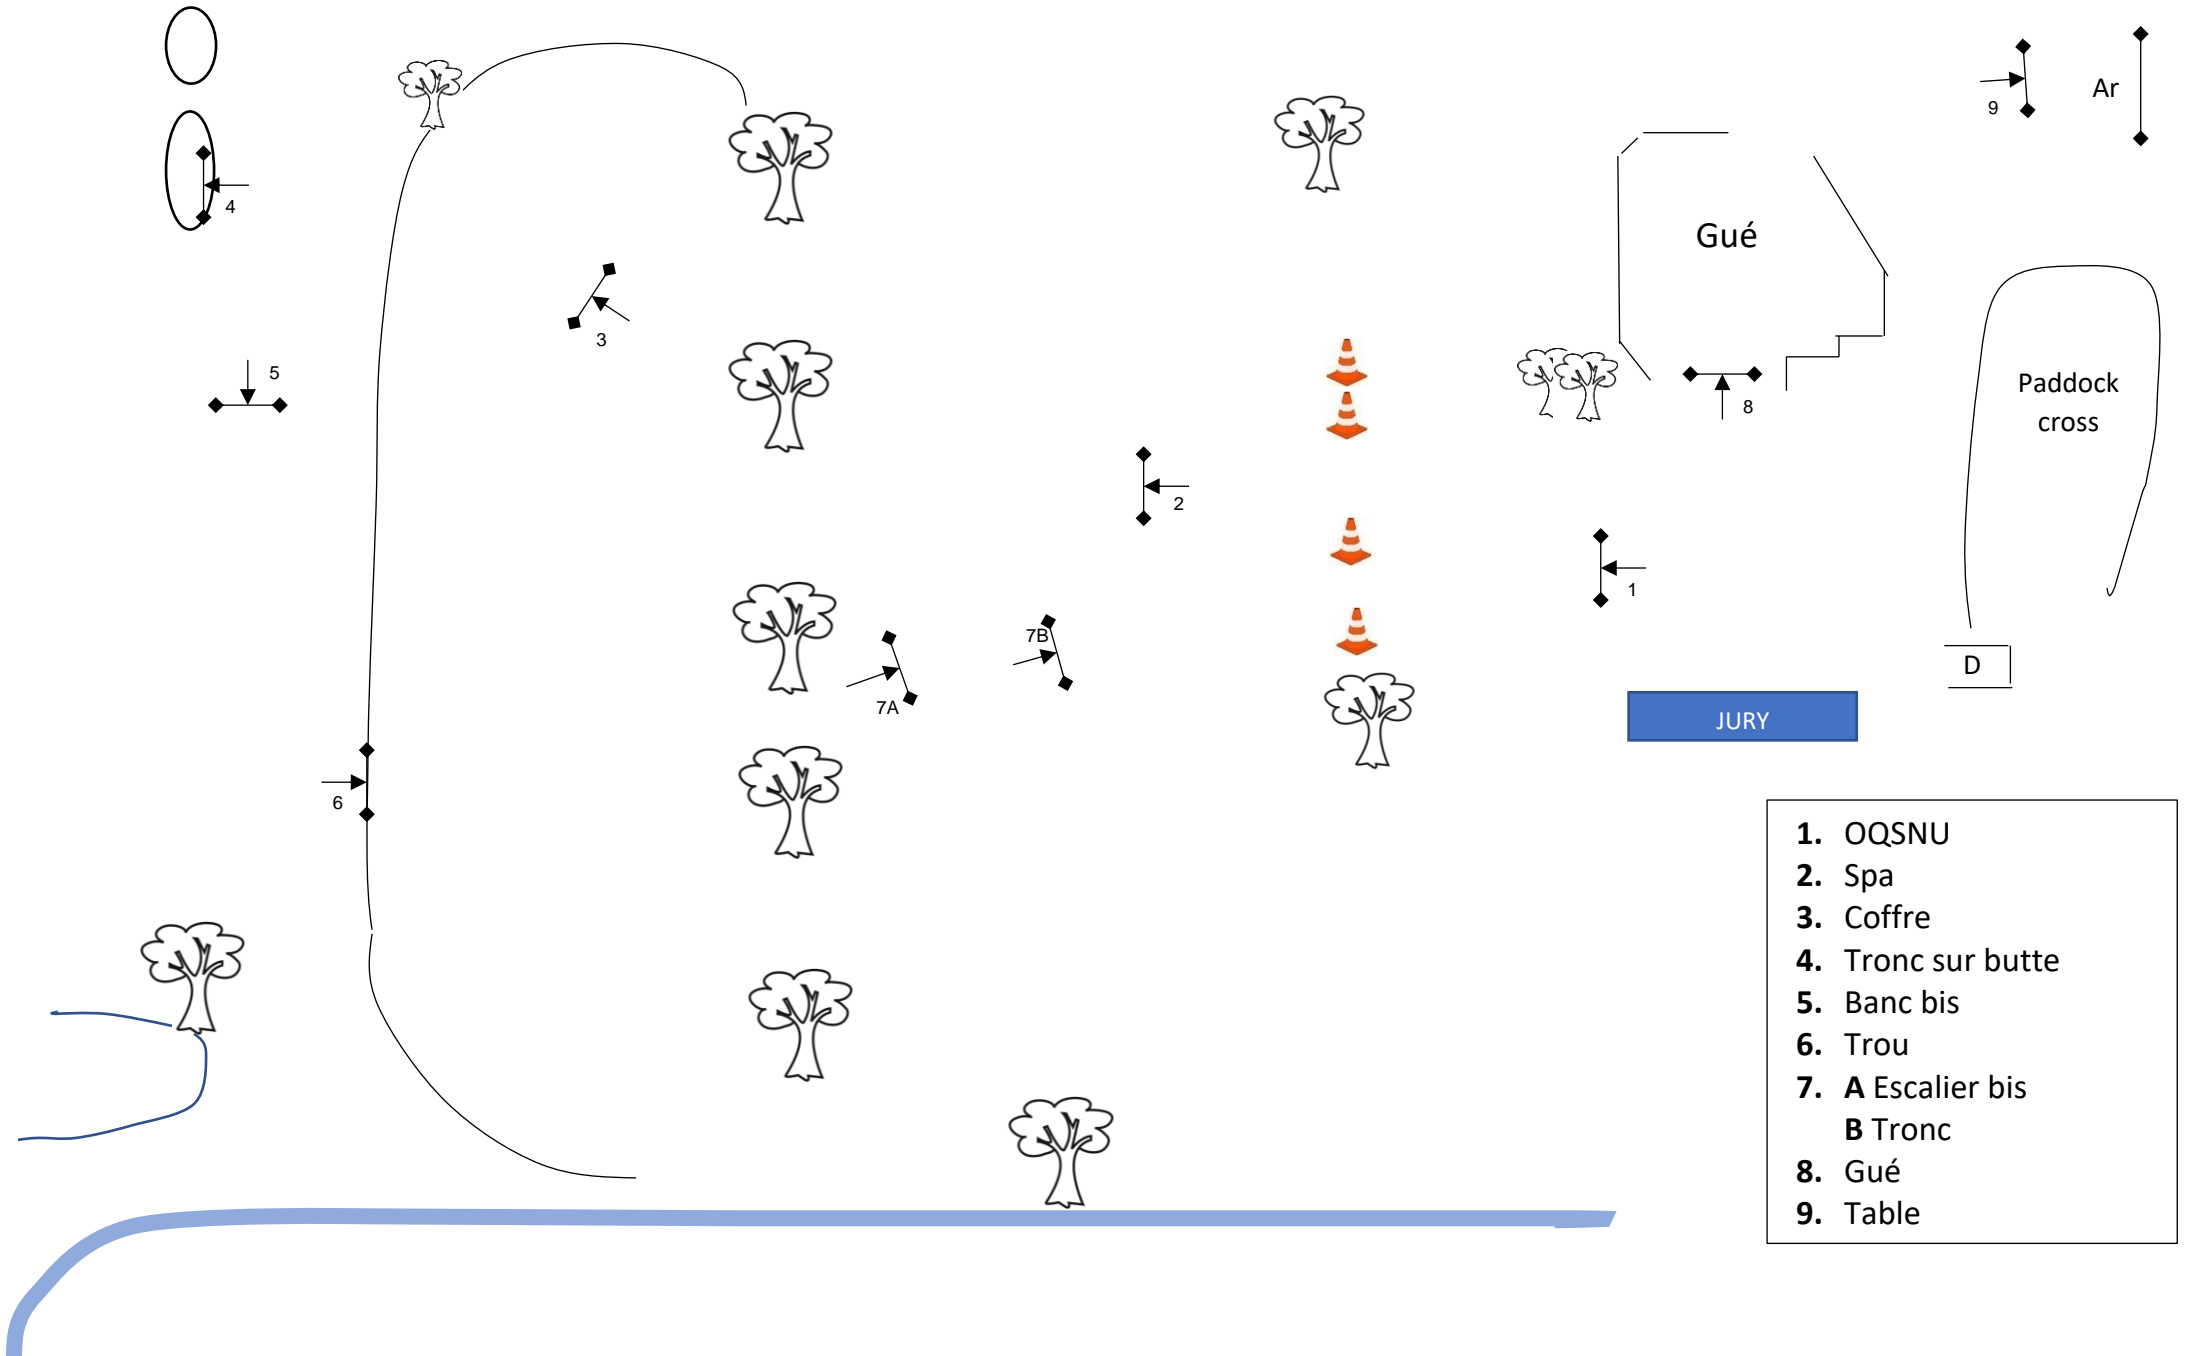 9
Ar
4
Gué
3
5
Paddock
cross
8
2
1
7B
D
7A
JURY
6
1. OQSNU
2. Spa
3. Coffre
4. Tronc sur butte
5. Banc bis
6. Trou
7. A Escalier bis
B Tronc
8. Gué
9. Table